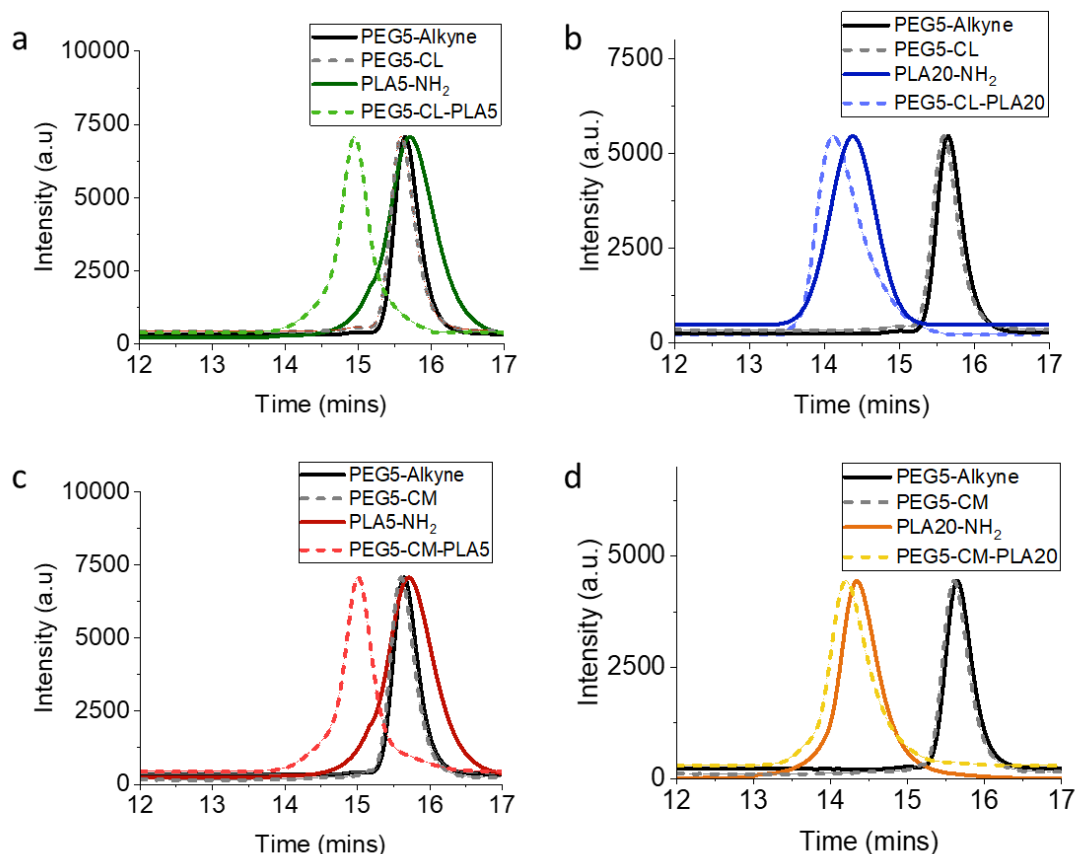 a
10000
7500
5000
2500
0
Intensity (a.u)
12 13 14 15 16 17
Time (mins)
PEG5-Alkyne
PEG5-CL
PLA5-NH₂
PEG5-CL-PLA5
b
7500
5000
2500
0
Intensity (a.u.)
12 13 14 15 16 17
Time (mins)
PEG5-Alkyne
PEG5-CL
PLA20-NH₂
PEG5-CL-PLA20
c
10000
7500
5000
2500
0
Intensity (a.u)
12 13 14 15 16 17
Time (mins)
PEG5-Alkyne
PEG5-CM
PLA5-NH₂
PEG5-CM-PLA5
d
5000
2500
0
Intensity (a.u.)
12 13 14 15 16 17
Time (mins)
PEG5-Alkyne
PEG5-CM
PLA20-NH₂
PEG5-CM-PLA20